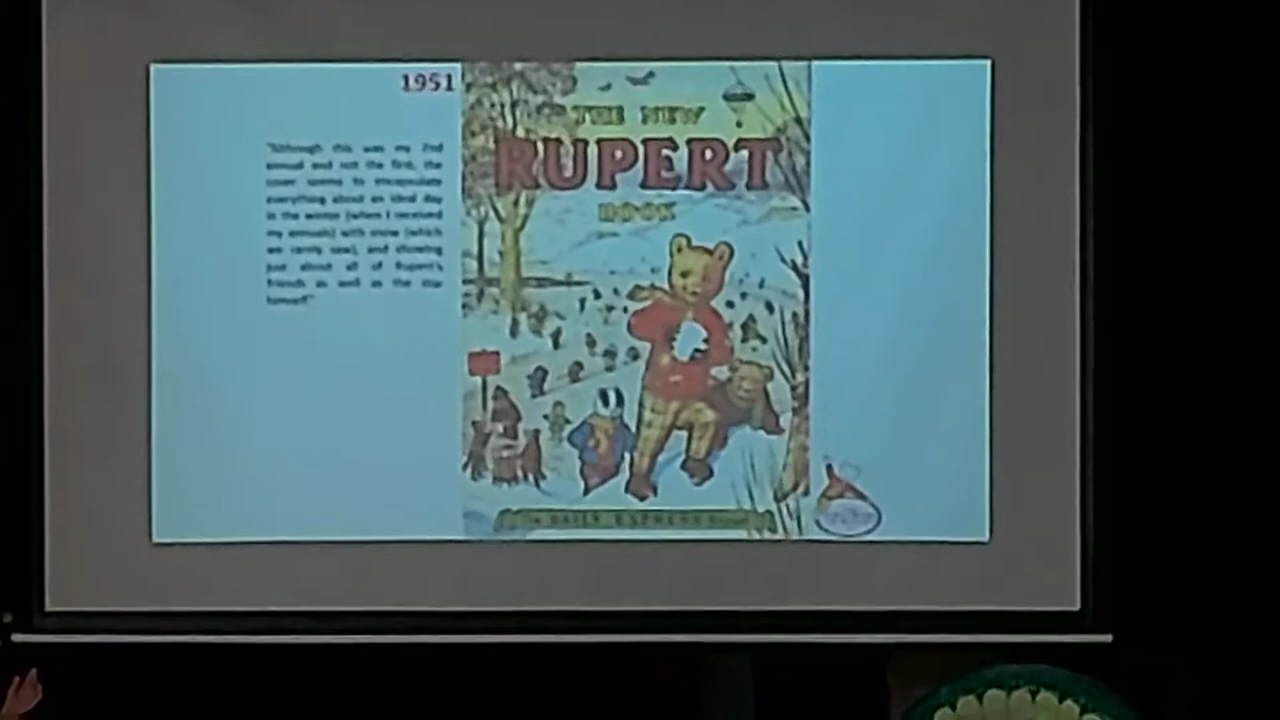 1951
"Although this was my 2nd
annual and not the first, the
cover seems to encapsulate
everything about an ideal day
in the winter (when I received
my annuals) with snow (which
we rarely saw), and showing
just about all of Rupert's
friends as well as the star
himself"
THE NEW
RUPERT
BOOK
DAILY EXPRESS